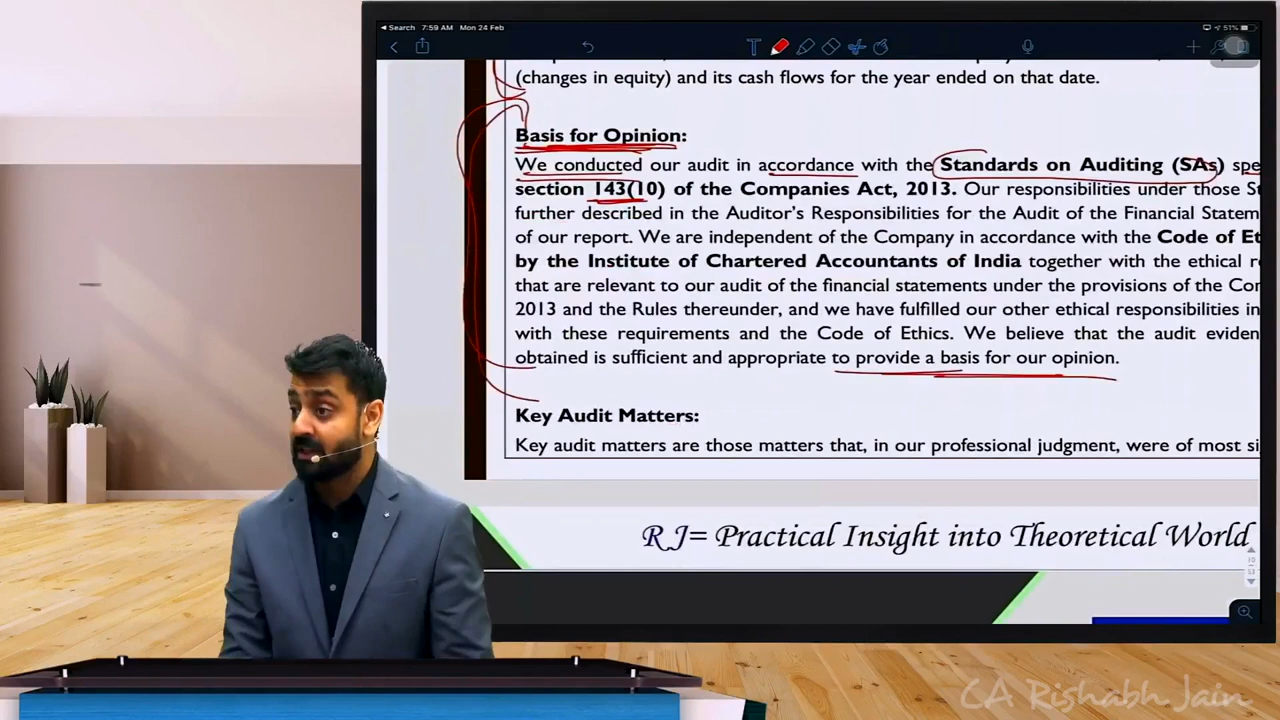 Search 7:59 AM Mon 24 Feb
51%
T
(changes in equity) and its cash flows for the year ended on that date.
Basis for Opinion:
We conducted our audit in accordance with the Standards on Auditing (SAs) spe
section 143(10) of the Companies Act, 2013. Our responsibilities under those S
further described in the Auditor's Responsibilities for the Audit of the Financial Statem
of our report. We are independent of the Company in accordance with the Code of Et
by the Institute of Chartered Accountants of India together with the ethical re
that are relevant to our audit of the financial statements under the provisions of the Co
2013 and the Rules thereunder, and we have fulfilled our other ethical responsibilities in
with these requirements and the Code of Ethics. We believe that the audit eviden
obtained is sufficient and appropriate to provide a basis for our opinion.
Key Audit Matters:
Key audit matters are those matters that, in our professional judgment, were of most si
R J= Practical Insight into Theoretical World
10
53
CA Rishabh Jain